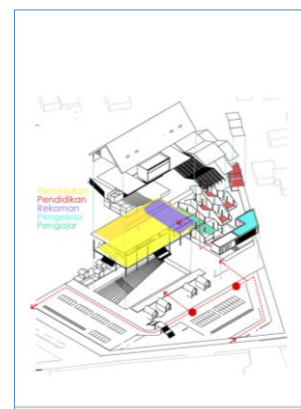 Pertunjukan
Pendidikan
Rekaman
Pengelola
Pengajar